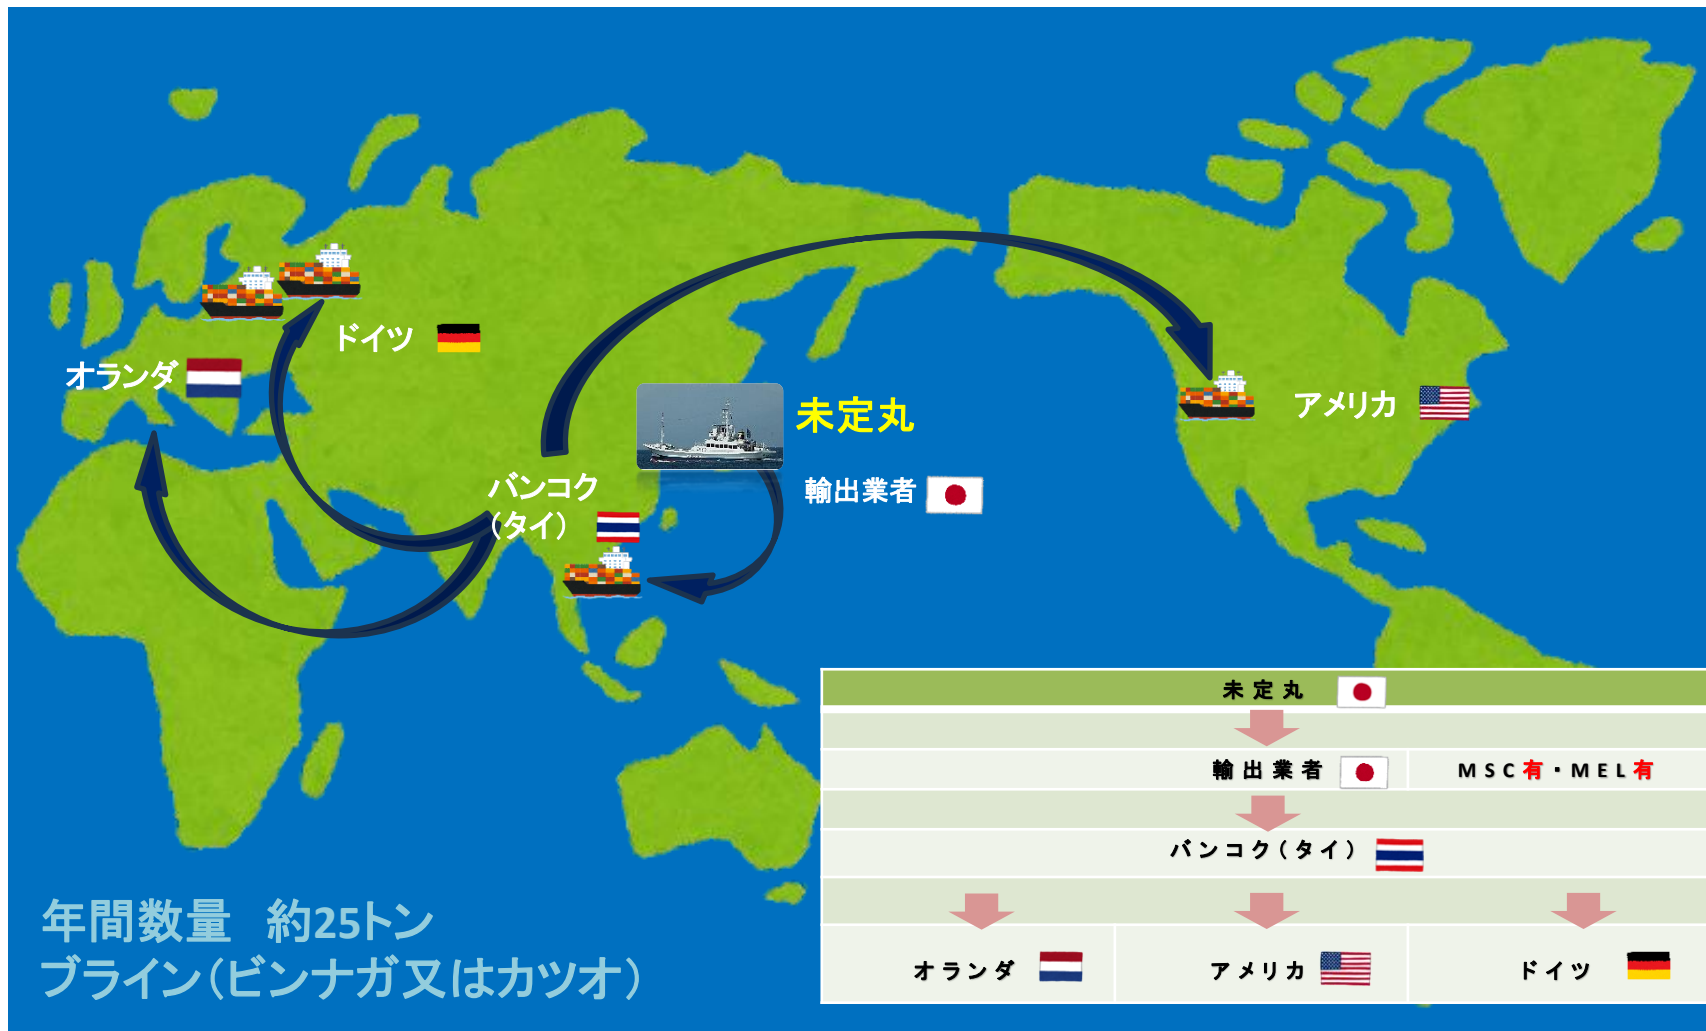 ドイツ
オランダ
未定丸
アメリカ
バンコク
(タイ)
輸出業者
未定丸
輸出業者
MSC有・MEL有
バンコク(タイ)
オランダ
アメリカ
ドイツ
年間数量　約25トン
ブライン(ビンナガ又はカツオ)